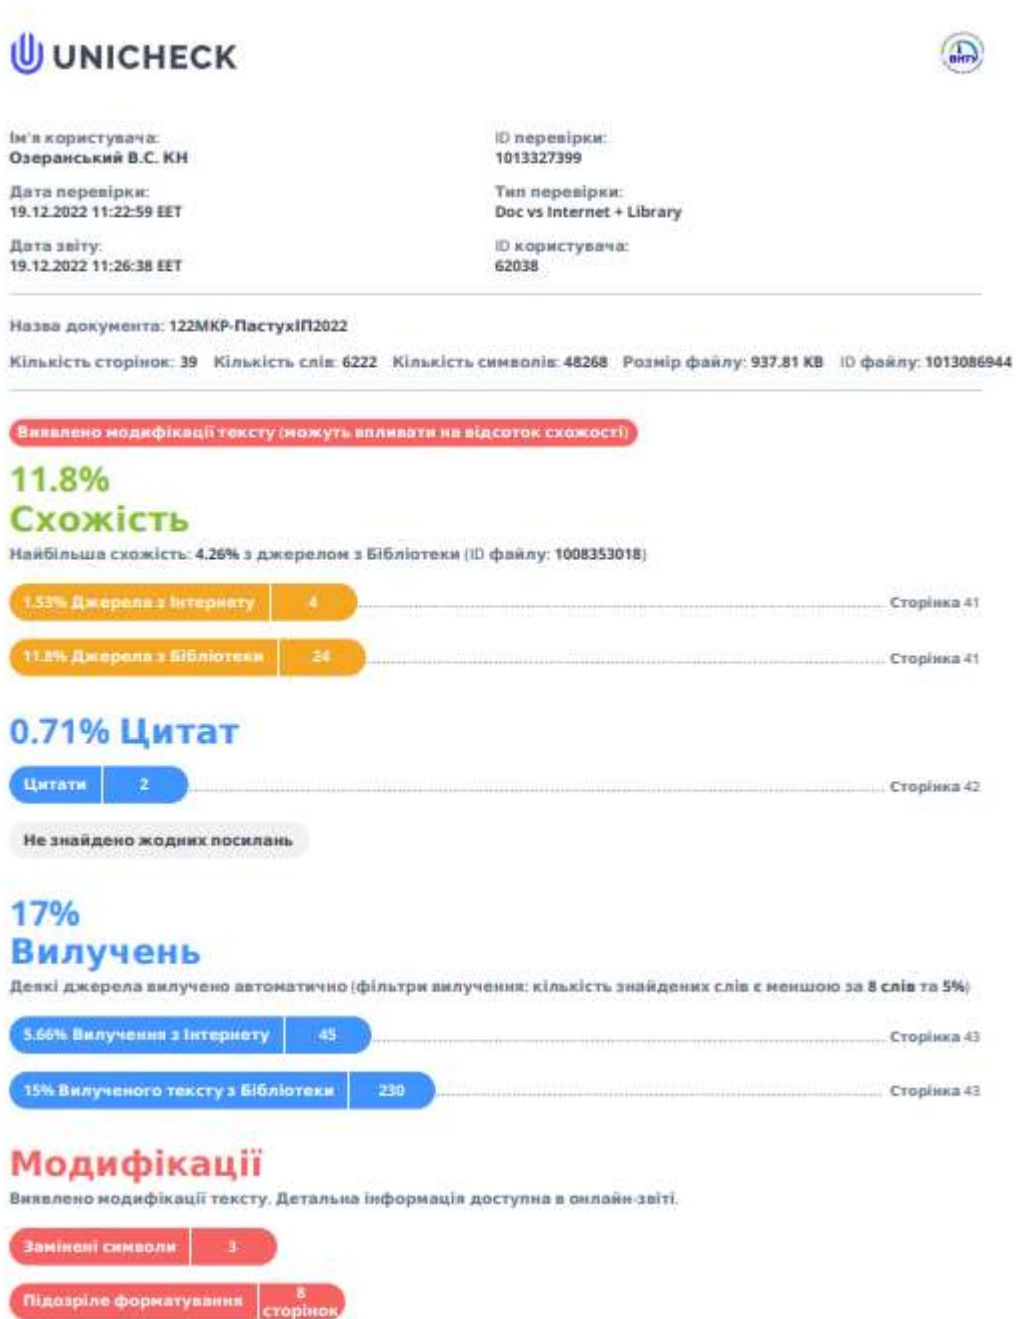 UNICHECK
ВНТУ
Ім'я користувача:
Озеранський В.С. КН
ID перевірки:
1013327399
Дата перевірки:
19.12.2022 11:22:59 EET
Тип перевірки:
Doc vs Internet + Library
Дата звіту:
19.12.2022 11:26:38 EET
ID користувача:
62038
Назва документа: 122МКР-ПастухІП2022
Кількість сторінок: 39 Кількість слів: 6222 Кількість символів: 48268 Розмір файлу: 937.81 KB ID файлу: 1013086944
Виявлено модифікації тексту (можуть впливати на відсоток схожості)
11.8%
Схожість
Найбільша схожість: 4.26% з джерелом з Бібліотеки (ID файлу: 1008353018)
1.53% Джерела з Інтернету 4 Сторінка 41
11.8% Джерела з Бібліотеки 24 Сторінка 41
0.71% Цитат
Цитати 2 Сторінка 42
Не знайдено жодних посилань
17%
Вилучень
Деякі джерела вилучено автоматично (фільтри вилучення: кількість знайдених слів є меншою за 8 слів та 5%)
5.66% Вилучення з Інтернету 45 Сторінка 43
15% Вилученого тексту з Бібліотеки 230 Сторінка 43
Модифікації
Виявлено модифікації тексту. Детальна інформація доступна в онлайн-звіті.
Замінені символи 3
Підозріле форматування 8 сторінок